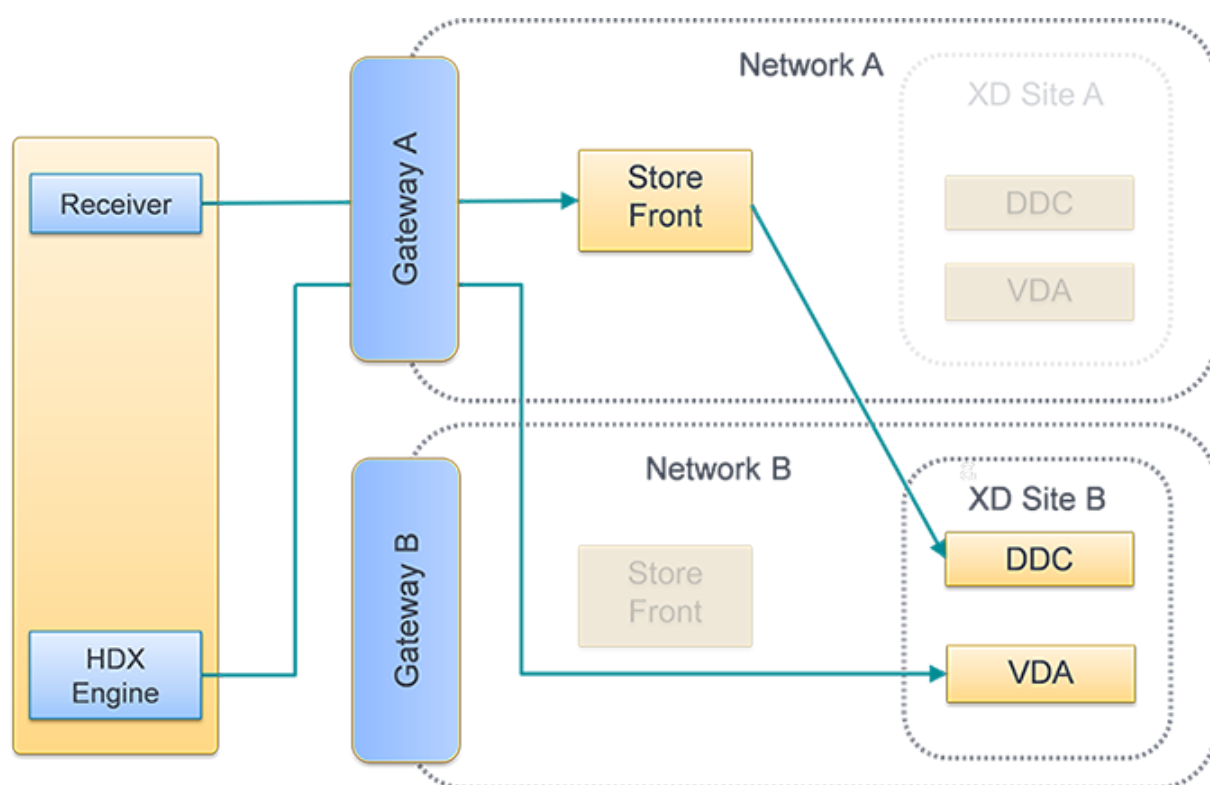 Network A
XD Site A
Receiver
Gateway A
Store
Front
DDC
VDA
Network B
XD Site B
Gateway B
Store
Front
DDC
HDX
Engine
VDA